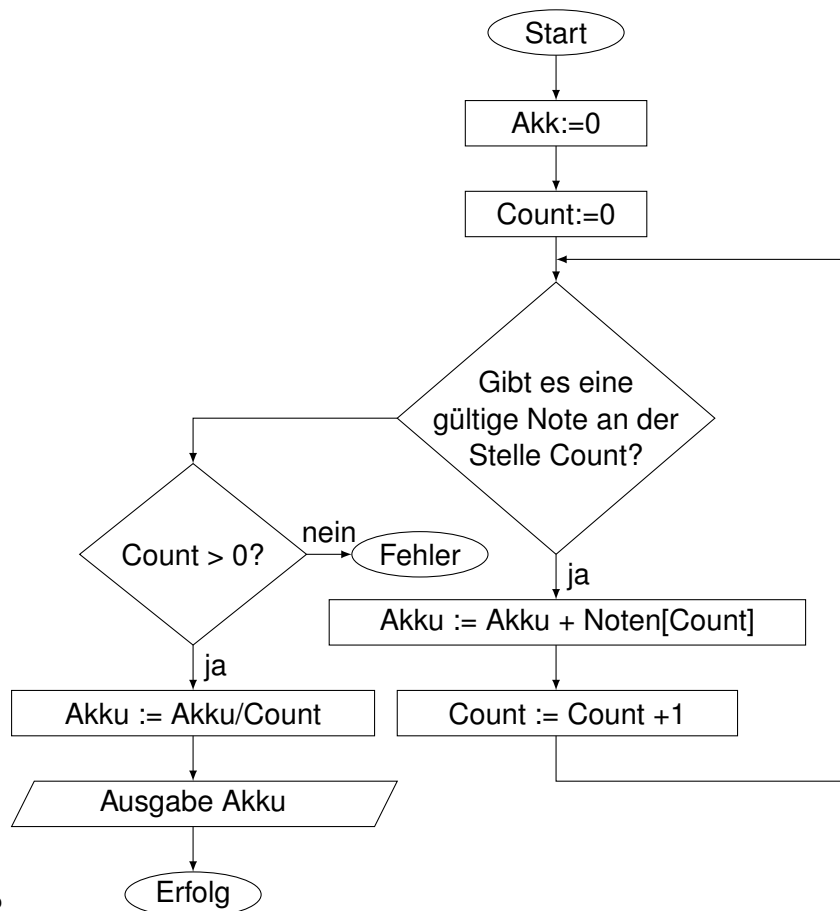 Start
Akk:=0
Count:=0
Gibt es eine
gültige Note an der
Stelle Count?
Count > 0?
nein
Fehler
ja
Akku := Akku + Noten[Count]
ja
Akku := Akku/Count
Count := Count +1
Ausgabe Akku
Erfolg